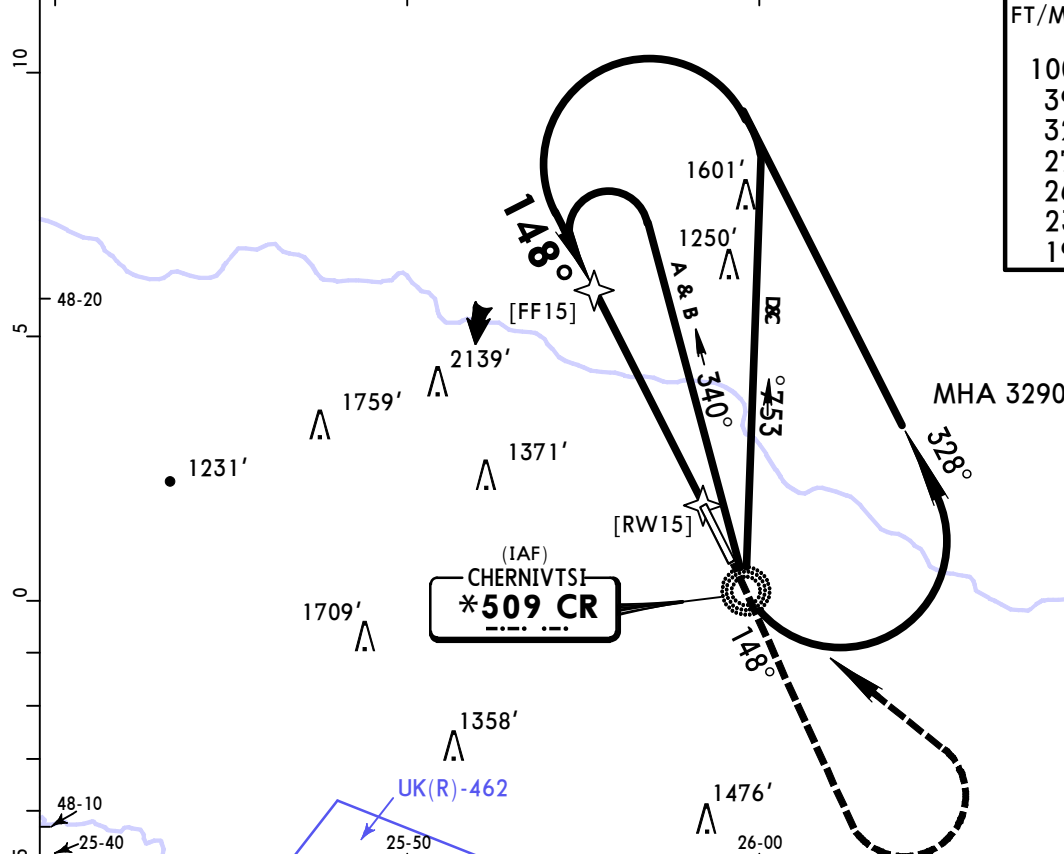 FT/M
10
1601'
148°
1250'
A & B
D&C
48-20
[FF15]
5
2139'
340°
°753
MHA 3290
1759'
328°
1371'
1231'
[RW15]
(IAF)
CHERNIVTSI
*509 CR
0
1709'
148°
1358'
UK(R)-462
1476'
48-10
25-40
25-50
26-00